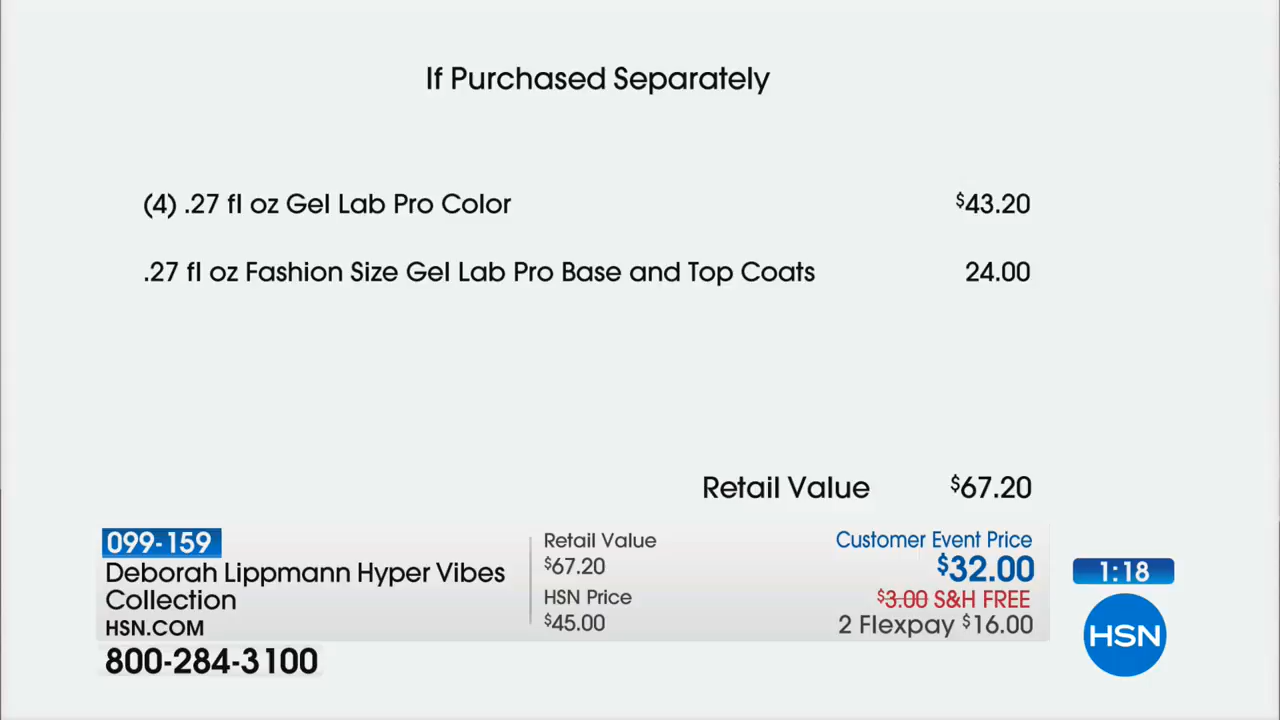 If Purchased Separately
(4) .27 fl oz Gel Lab Pro Color $43.20
.27 fl oz Fashion Size Gel Lab Pro Base and Top Coats 24.00
Retail Value $67.20
099-159
Deborah Lippmann Hyper Vibes
Collection
HSN.COM
800-284-3100
Retail Value
$67.20
HSN Price
$45.00
Customer Event Price
$32.00
$3.00 S&H FREE
2 Flexpay $16.00
1:18
HSN